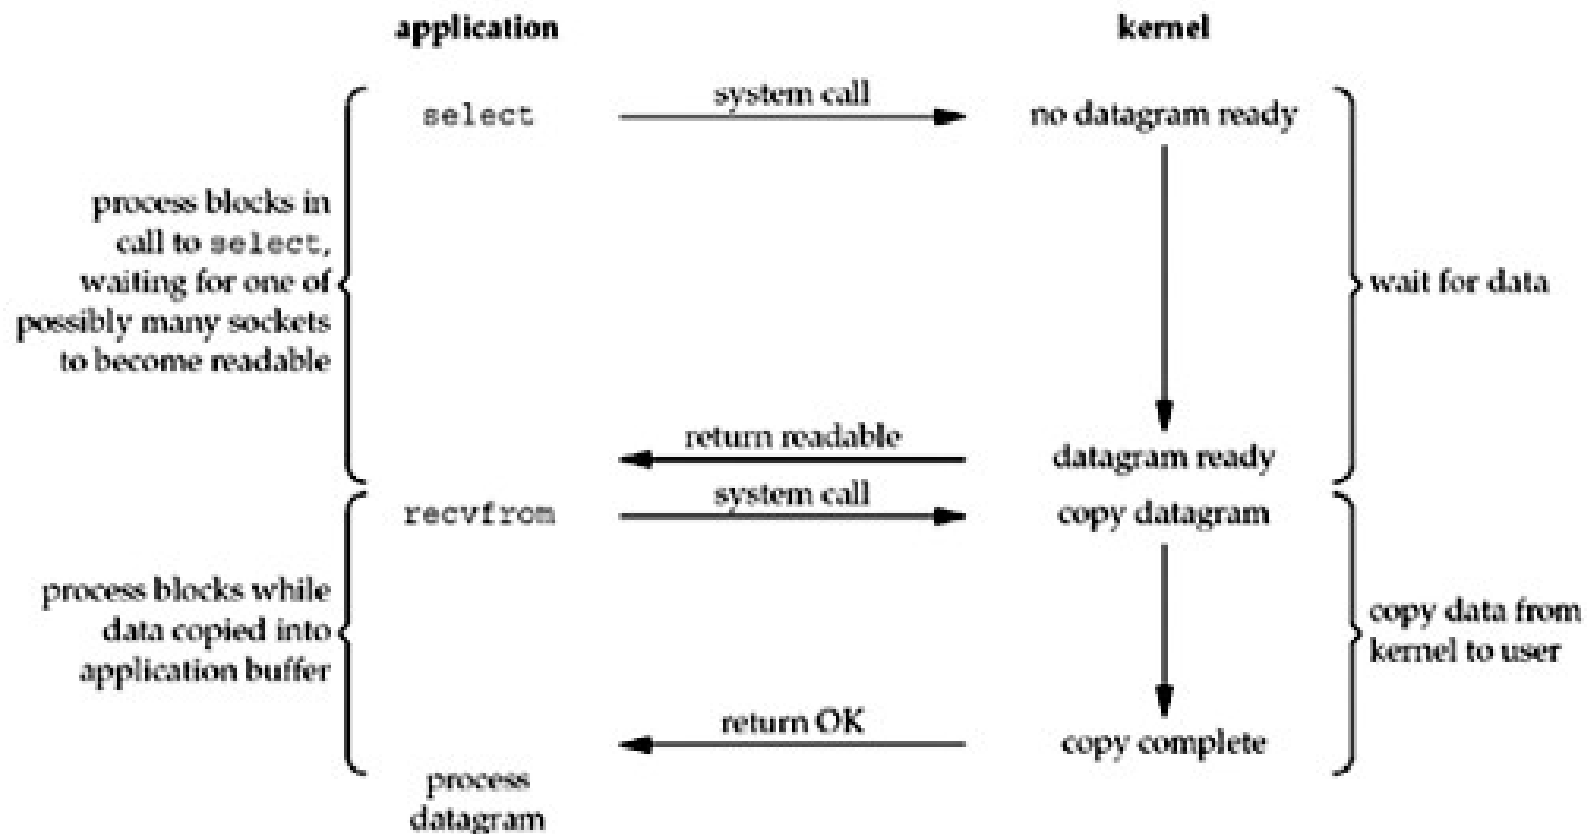 application
kernel
select
system call
no datagram ready
process blocks in
call to select,
waiting for one of
possibly many sockets
to become readable
wait for data
return readable
datagram ready
recvfrom
system call
copy datagram
process blocks while
data copied into
application buffer
copy data from
kernel to user
return OK
copy complete
process
datagram